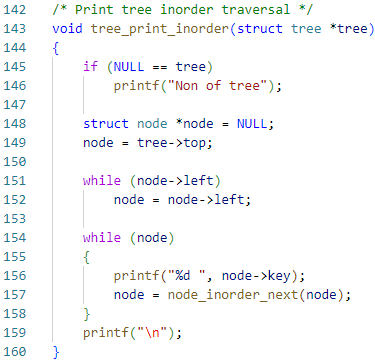 142 /* Print tree inorder traversal */
143 void tree_print_inorder(struct tree *tree)
144 {
145     if (NULL == tree)
146         printf("Non of tree");
147
148     struct node *node = NULL;
149     node = tree->top;
150
151     while (node->left)
152         node = node->left;
153
154     while (node)
155     {
156         printf("%d ", node->key);
157         node = node_inorder_next(node);
158     }
159     printf("\n");
160 }